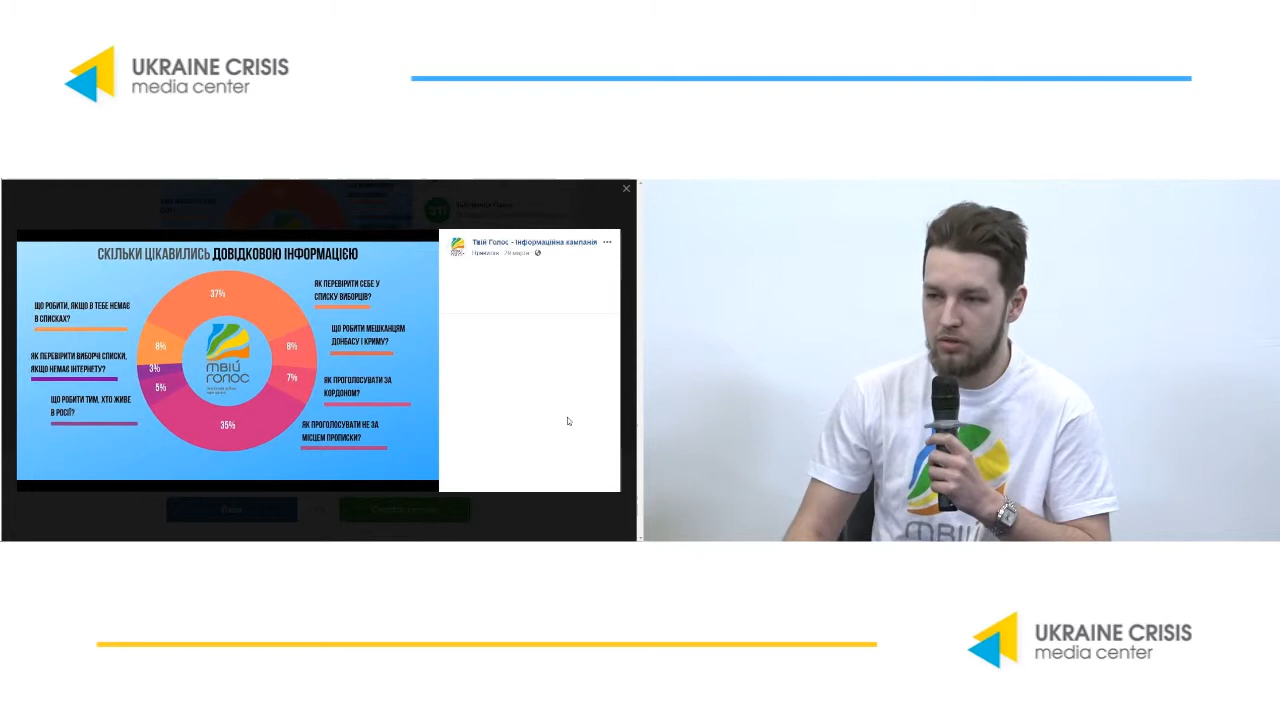 UKRAINE CRISIS
media center
Твій Голос - Інформаційна кампанія
СКІЛЬКИ ЦІКАВИЛИСЬ ДОВІДКОВОЮ ІНФОРМАЦІЄЮ
37%
ЯК ПЕРЕВІРИТИ СЕБЕ У
СПИСКУ ВИБОРЦІВ?
ЩО РОБИТИ, ЯКЩО В ТЕБЕ НЕМАЄ
В СПИСКАХ?
ЩО РОБИТИ МЕШКАНЦЯМ
ДОНБАСУ І КРИМУ?
8%
8%
ЯК ПЕРЕВІРИТИ ВИБОРЧІ СПИСКИ,
ЯКЩО НЕМАЄ ІНТЕРНЕТУ?
3%
ТВІЙ
ГОЛОС
7%
ЯК ПРОГОЛОСУВАТИ ЗА
КОРДОНОМ?
5%
ЩО РОБИТИ ТИМ, ХТО ЖИВЕ
В РОСІЇ?
35%
ЯК ПРОГОЛОСУВАТИ НЕ ЗА
МІСЦЕМ ПРОПИСКИ?
ТВІЙ
UKRAINE CRISIS
media center